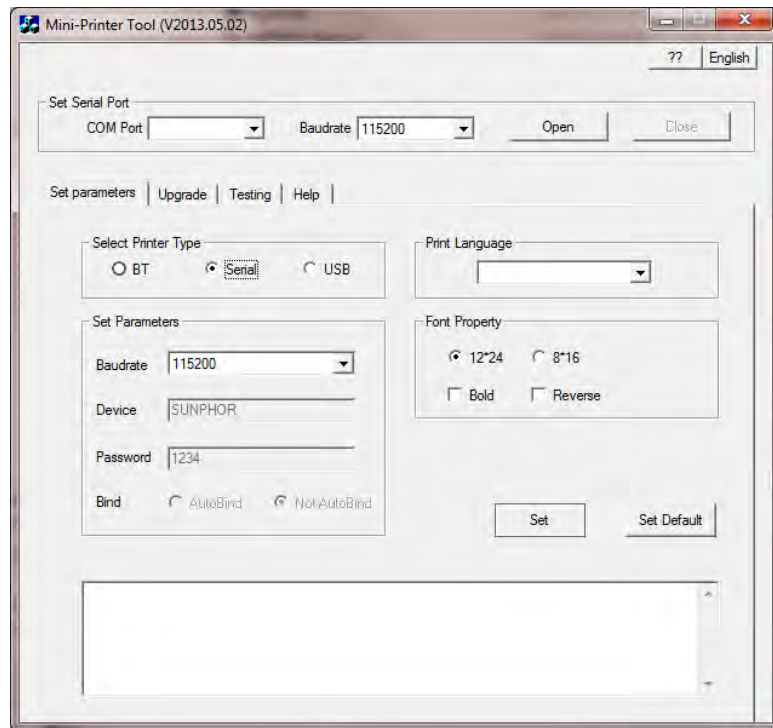 Mini-Printer Tool (V2013.05.02)
?? English
Set Serial Port
COM Port Baudrate 115200 Open Close
Set parameters Upgrade Testing Help
Select Printer Type
BT Serial USB
Print Language
Set Parameters
Baudrate 115200
Device SUNPHOR
Password 1234
Bind AutoBind NotAutoBind
Font Property
12*24 8*16
Bold Reverse
Set Set Default